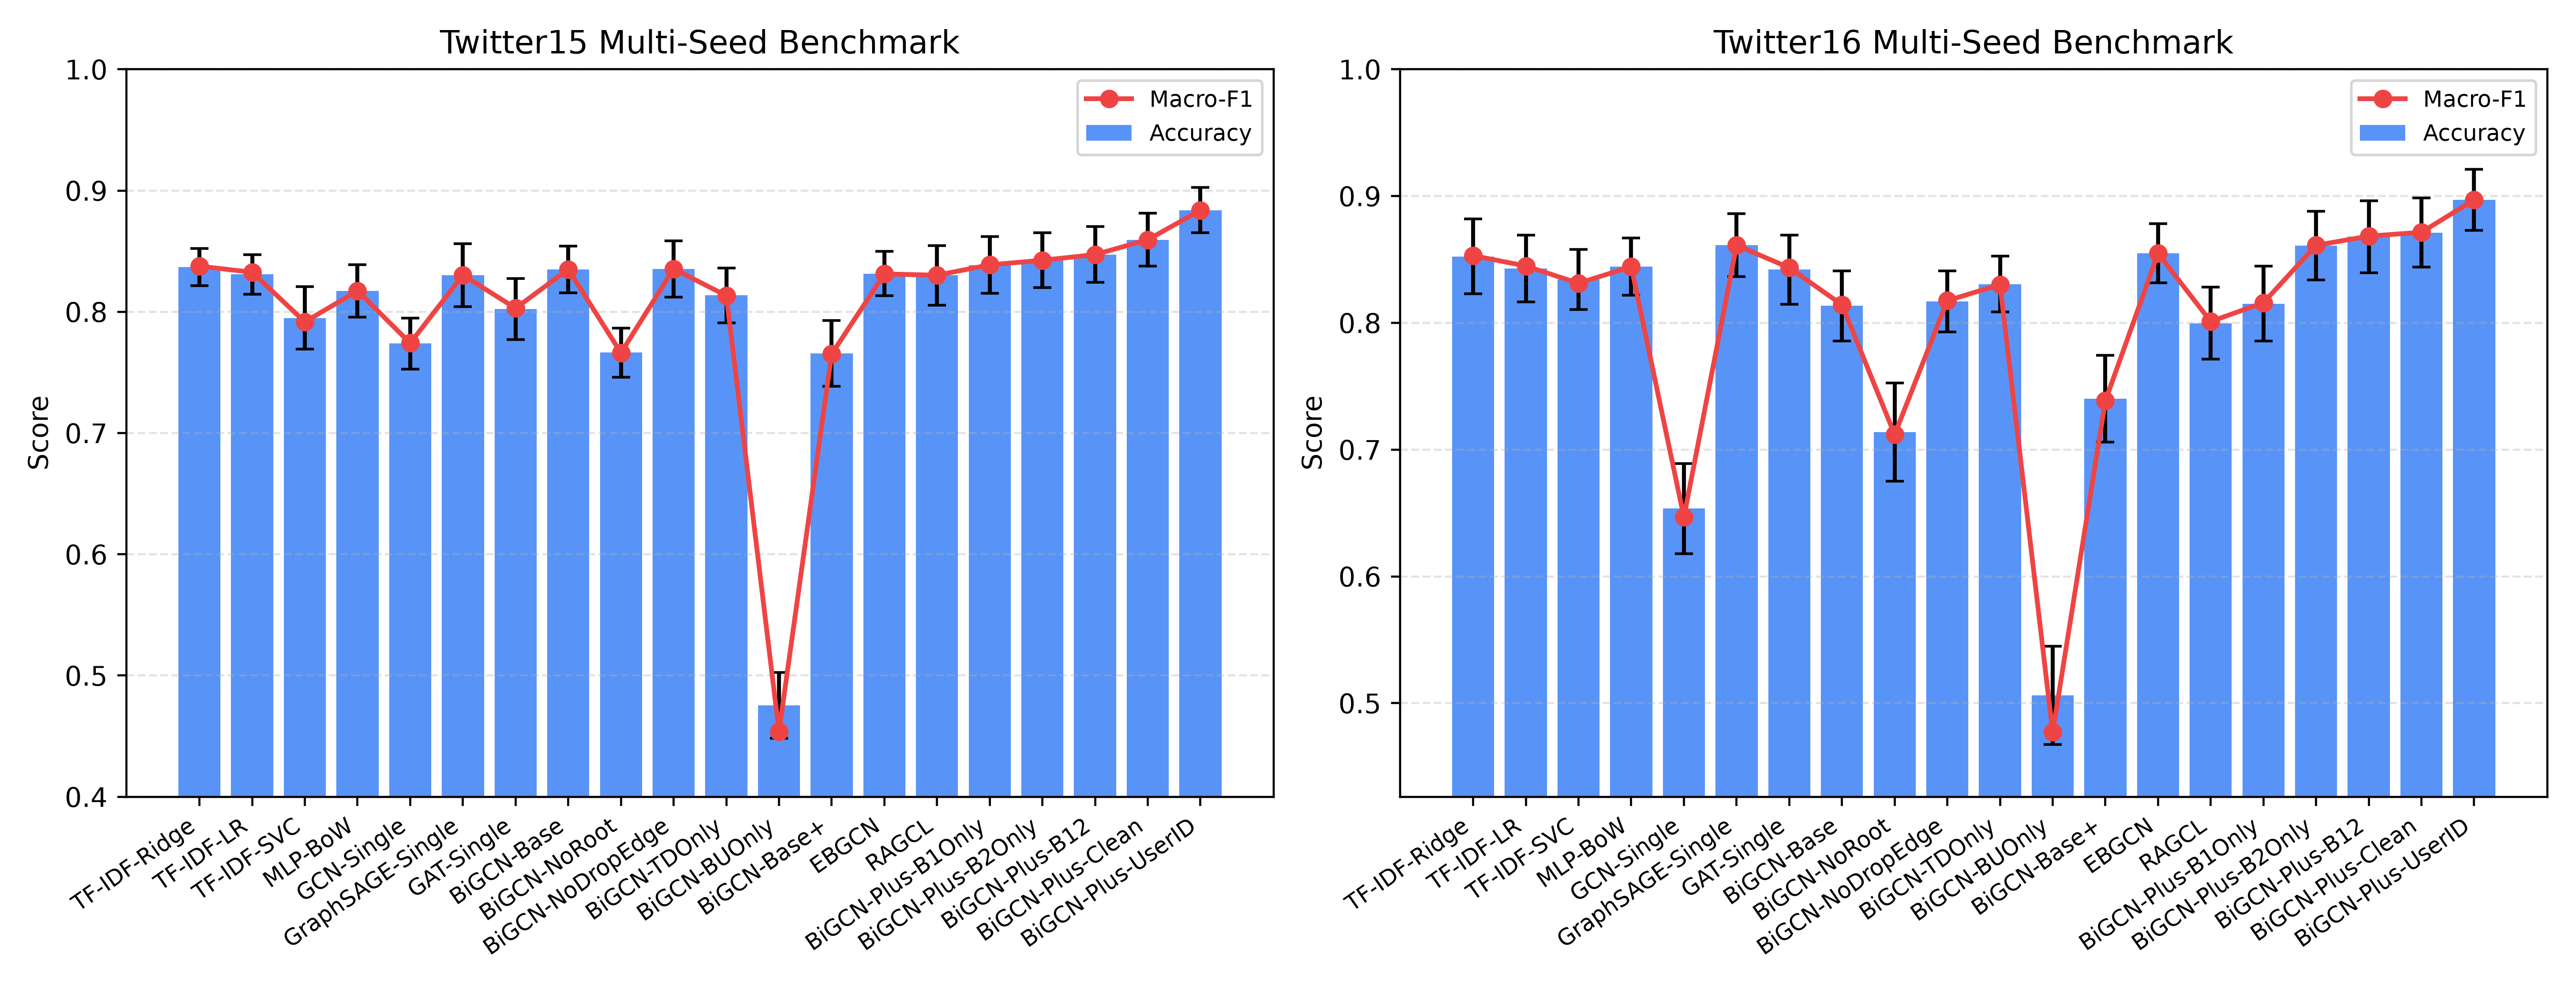 Twitter15 Multi-Seed Benchmark
1.0
0.9
0.8
0.7
0.6
0.5
0.4
Score
Macro-F1
Accuracy
TF-IDF-Ridge
TF-IDF-LR
TF-IDF-SVC
MLP-BoW
GCN-Single
GraphSAGE-Single
GAT-Single
BiGCN-Base
BiGCN-NoRoot
BiGCN-NoDropEdge
BiGCN-TDOnly
BiGCN-BUOnly
BiGCN-Base+
EBGCN
RAGCL
BiGCN-Plus-B1Only
BiGCN-Plus-B2Only
BiGCN-Plus-B12
BiGCN-Plus-Clean
BiGCN-Plus-UserID
Twitter16 Multi-Seed Benchmark
1.0
0.9
0.8
0.7
0.6
0.5
Score
Macro-F1
Accuracy
TF-IDF-Ridge
TF-IDF-LR
TF-IDF-SVC
MLP-BoW
GCN-Single
GraphSAGE-Single
GAT-Single
BiGCN-Base
BiGCN-NoRoot
BiGCN-NoDropEdge
BiGCN-TDOnly
BiGCN-BUOnly
BiGCN-Base+
EBGCN
RAGCL
BiGCN-Plus-B1Only
BiGCN-Plus-B2Only
BiGCN-Plus-B12
BiGCN-Plus-Clean
BiGCN-Plus-UserID